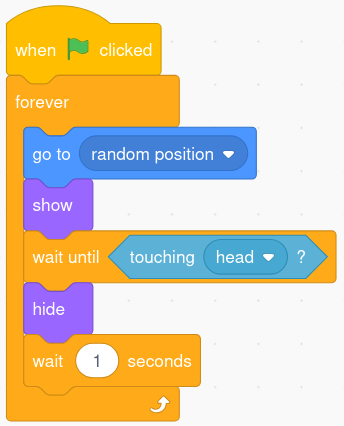 when clicked
forever
go to random position
show
wait until touching head ?
hide
wait 1 seconds